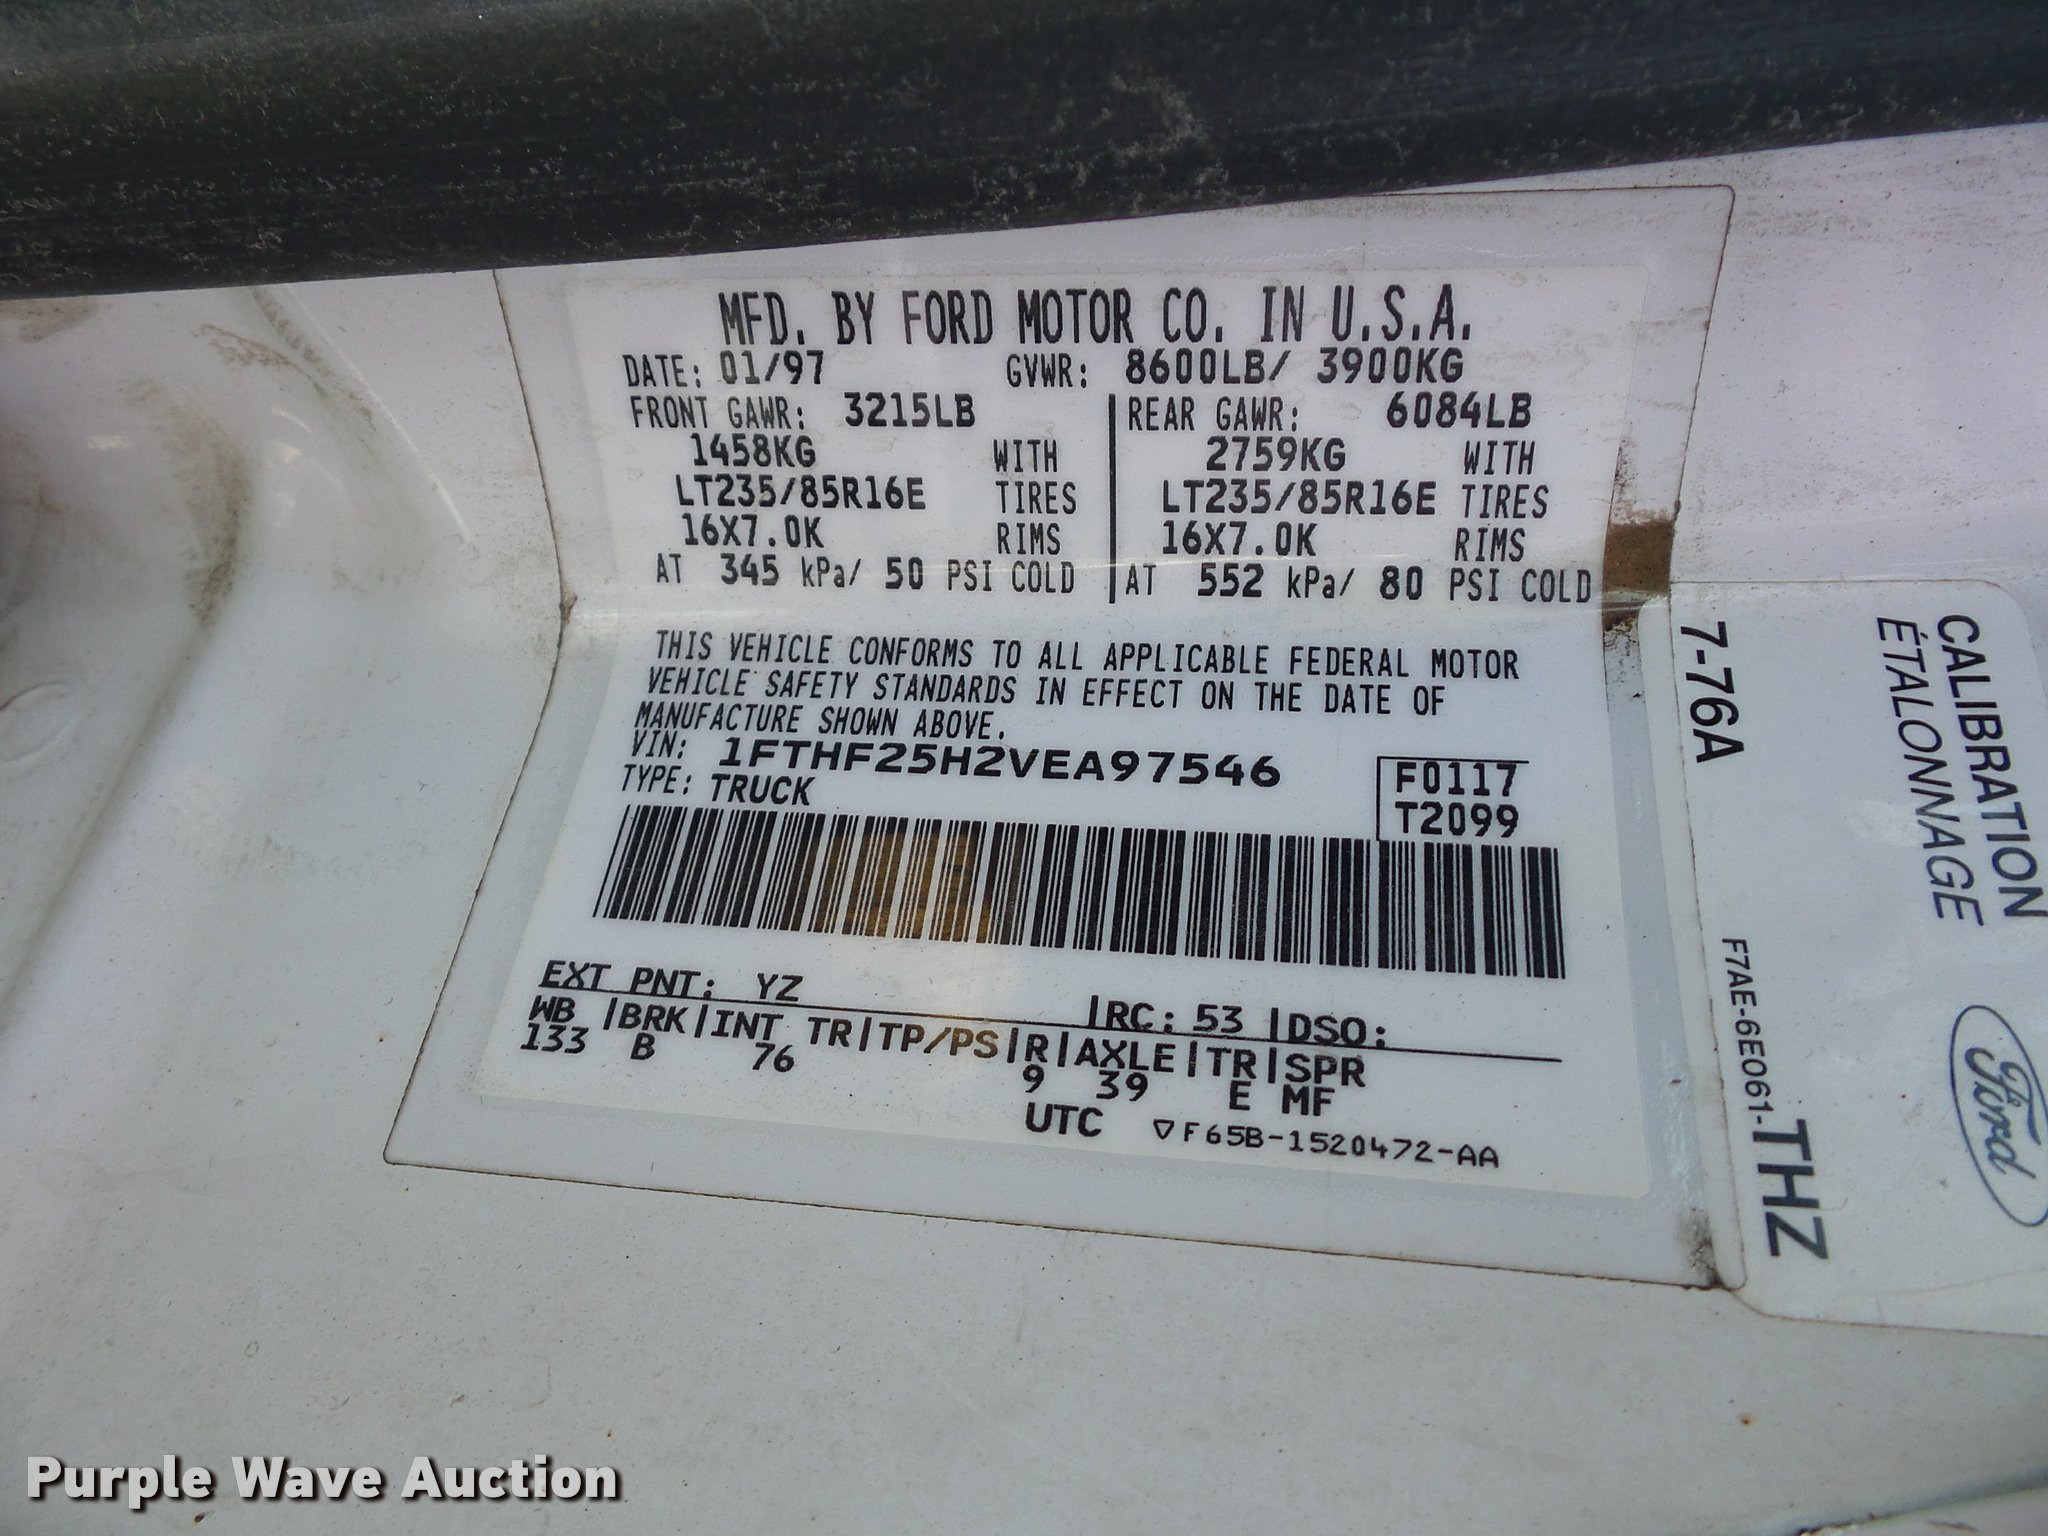 MFD. BY FORD MOTOR CO. IN U.S.A.
DATE: 01/97 GVWR: 8600LB/ 3900KG
FRONT GAWR: 3215LB REAR GAWR: 6084LB
1458KG WITH 2759KG WITH
LT235/85R16E TIRES LT235/85R16E TIRES
16X7.0K RIMS 16X7.0K RIMS
AT 345 kPa/ 50 PSI COLD AT 552 kPa/ 80 PSI COLD
THIS VEHICLE CONFORMS TO ALL APPLICABLE FEDERAL MOTOR
VEHICLE SAFETY STANDARDS IN EFFECT ON THE DATE OF
MANUFACTURE SHOWN ABOVE.
VIN: 1FTHF25H2VEA97546 F0117
TYPE: TRUCK T2099
EXT PNT: YZ RC: 53 DSO:
WB BRK INT TR TP/PS R AXLE TR SPR
133 B 76 9 39 E MF
UTC ▽F65B-1520472-AA
CALIBRATION
ÉTALONNAGE
7-76A
F7AE-6E061-THZ
Ford
Purple Wave Auction